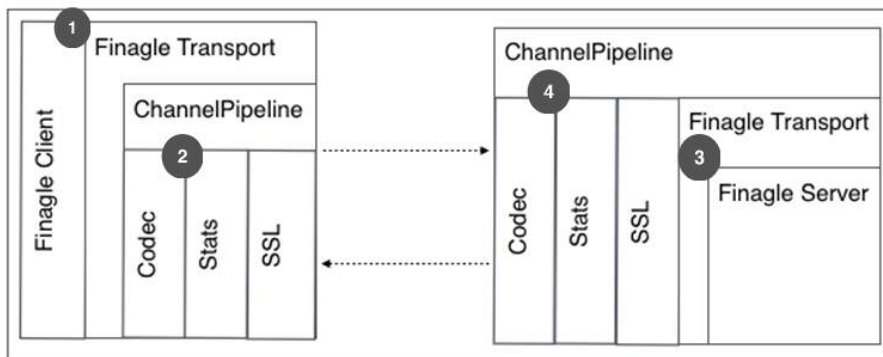 1
Finagle Transport
ChannelPipeline
2
Finagle Client
Codec
Stats
SSL
ChannelPipeline
4
Finagle Transport
3
Finagle Server
Codec
Stats
SSL